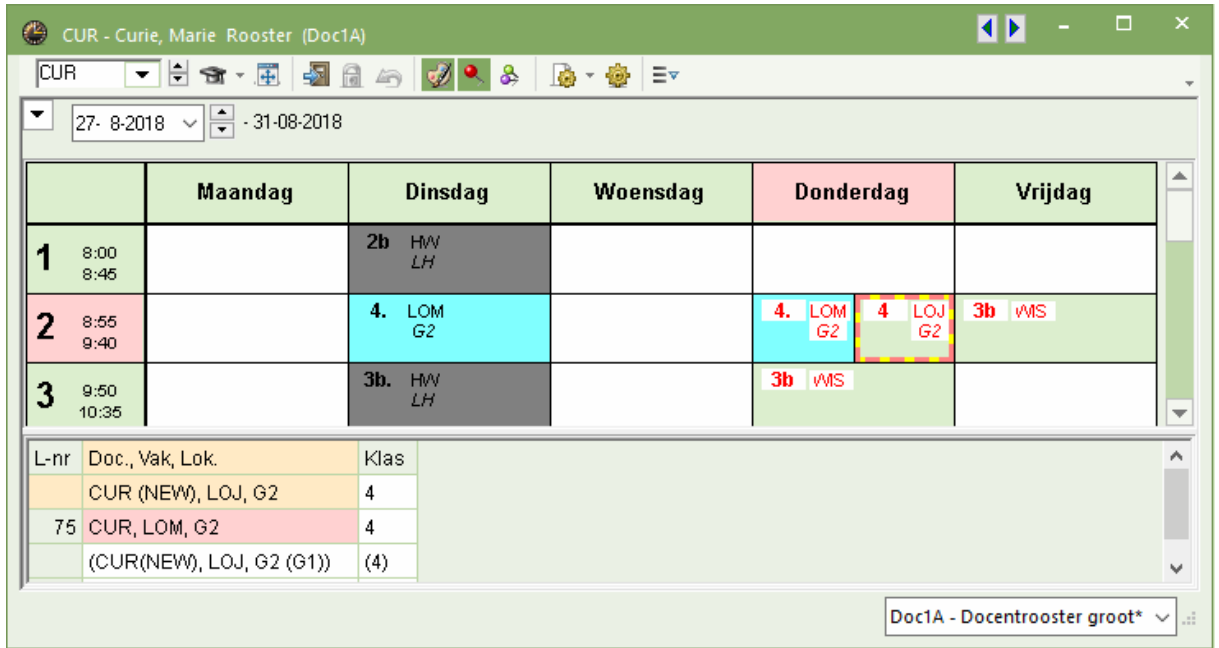 CUR - Curie, Marie Rooster (Doc1A)
CUR
27- 8-2018 - 31-08-2018
Maandag Dinsdag Woensdag Donderdag Vrijdag
1 8:00 2b HW
8:45 LH
2 8:55 4. LOM 4. LOM 4 LOJ 3b WIS
9:40 G2 G2 G2
3 9:50 3b. HW 3b WIS
10:35 LH
L-nr Doc., Vak, Lok. Klas
CUR (NEW), LOJ, G2 4
75 CUR, LOM, G2 4
(CUR(NEW), LOJ, G2 (G1)) (4)
Doc1A - Docentrooster groot*